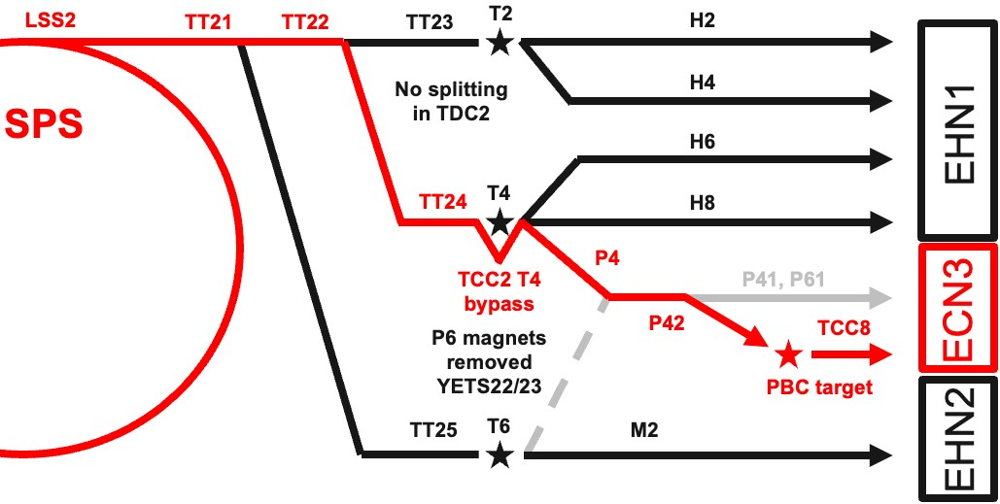 LSS2
TT21
TT22
TT23
T2
H2
SPS
No splitting
in TDC2
H4
H6
T4
TT24
H8
EHN1
TCC2 T4
bypass
P4
P41, P61
P42
TCC8
ECN3
P6 magnets
removed
YETS22/23
PBC target
TT25
T6
M2
EHN2